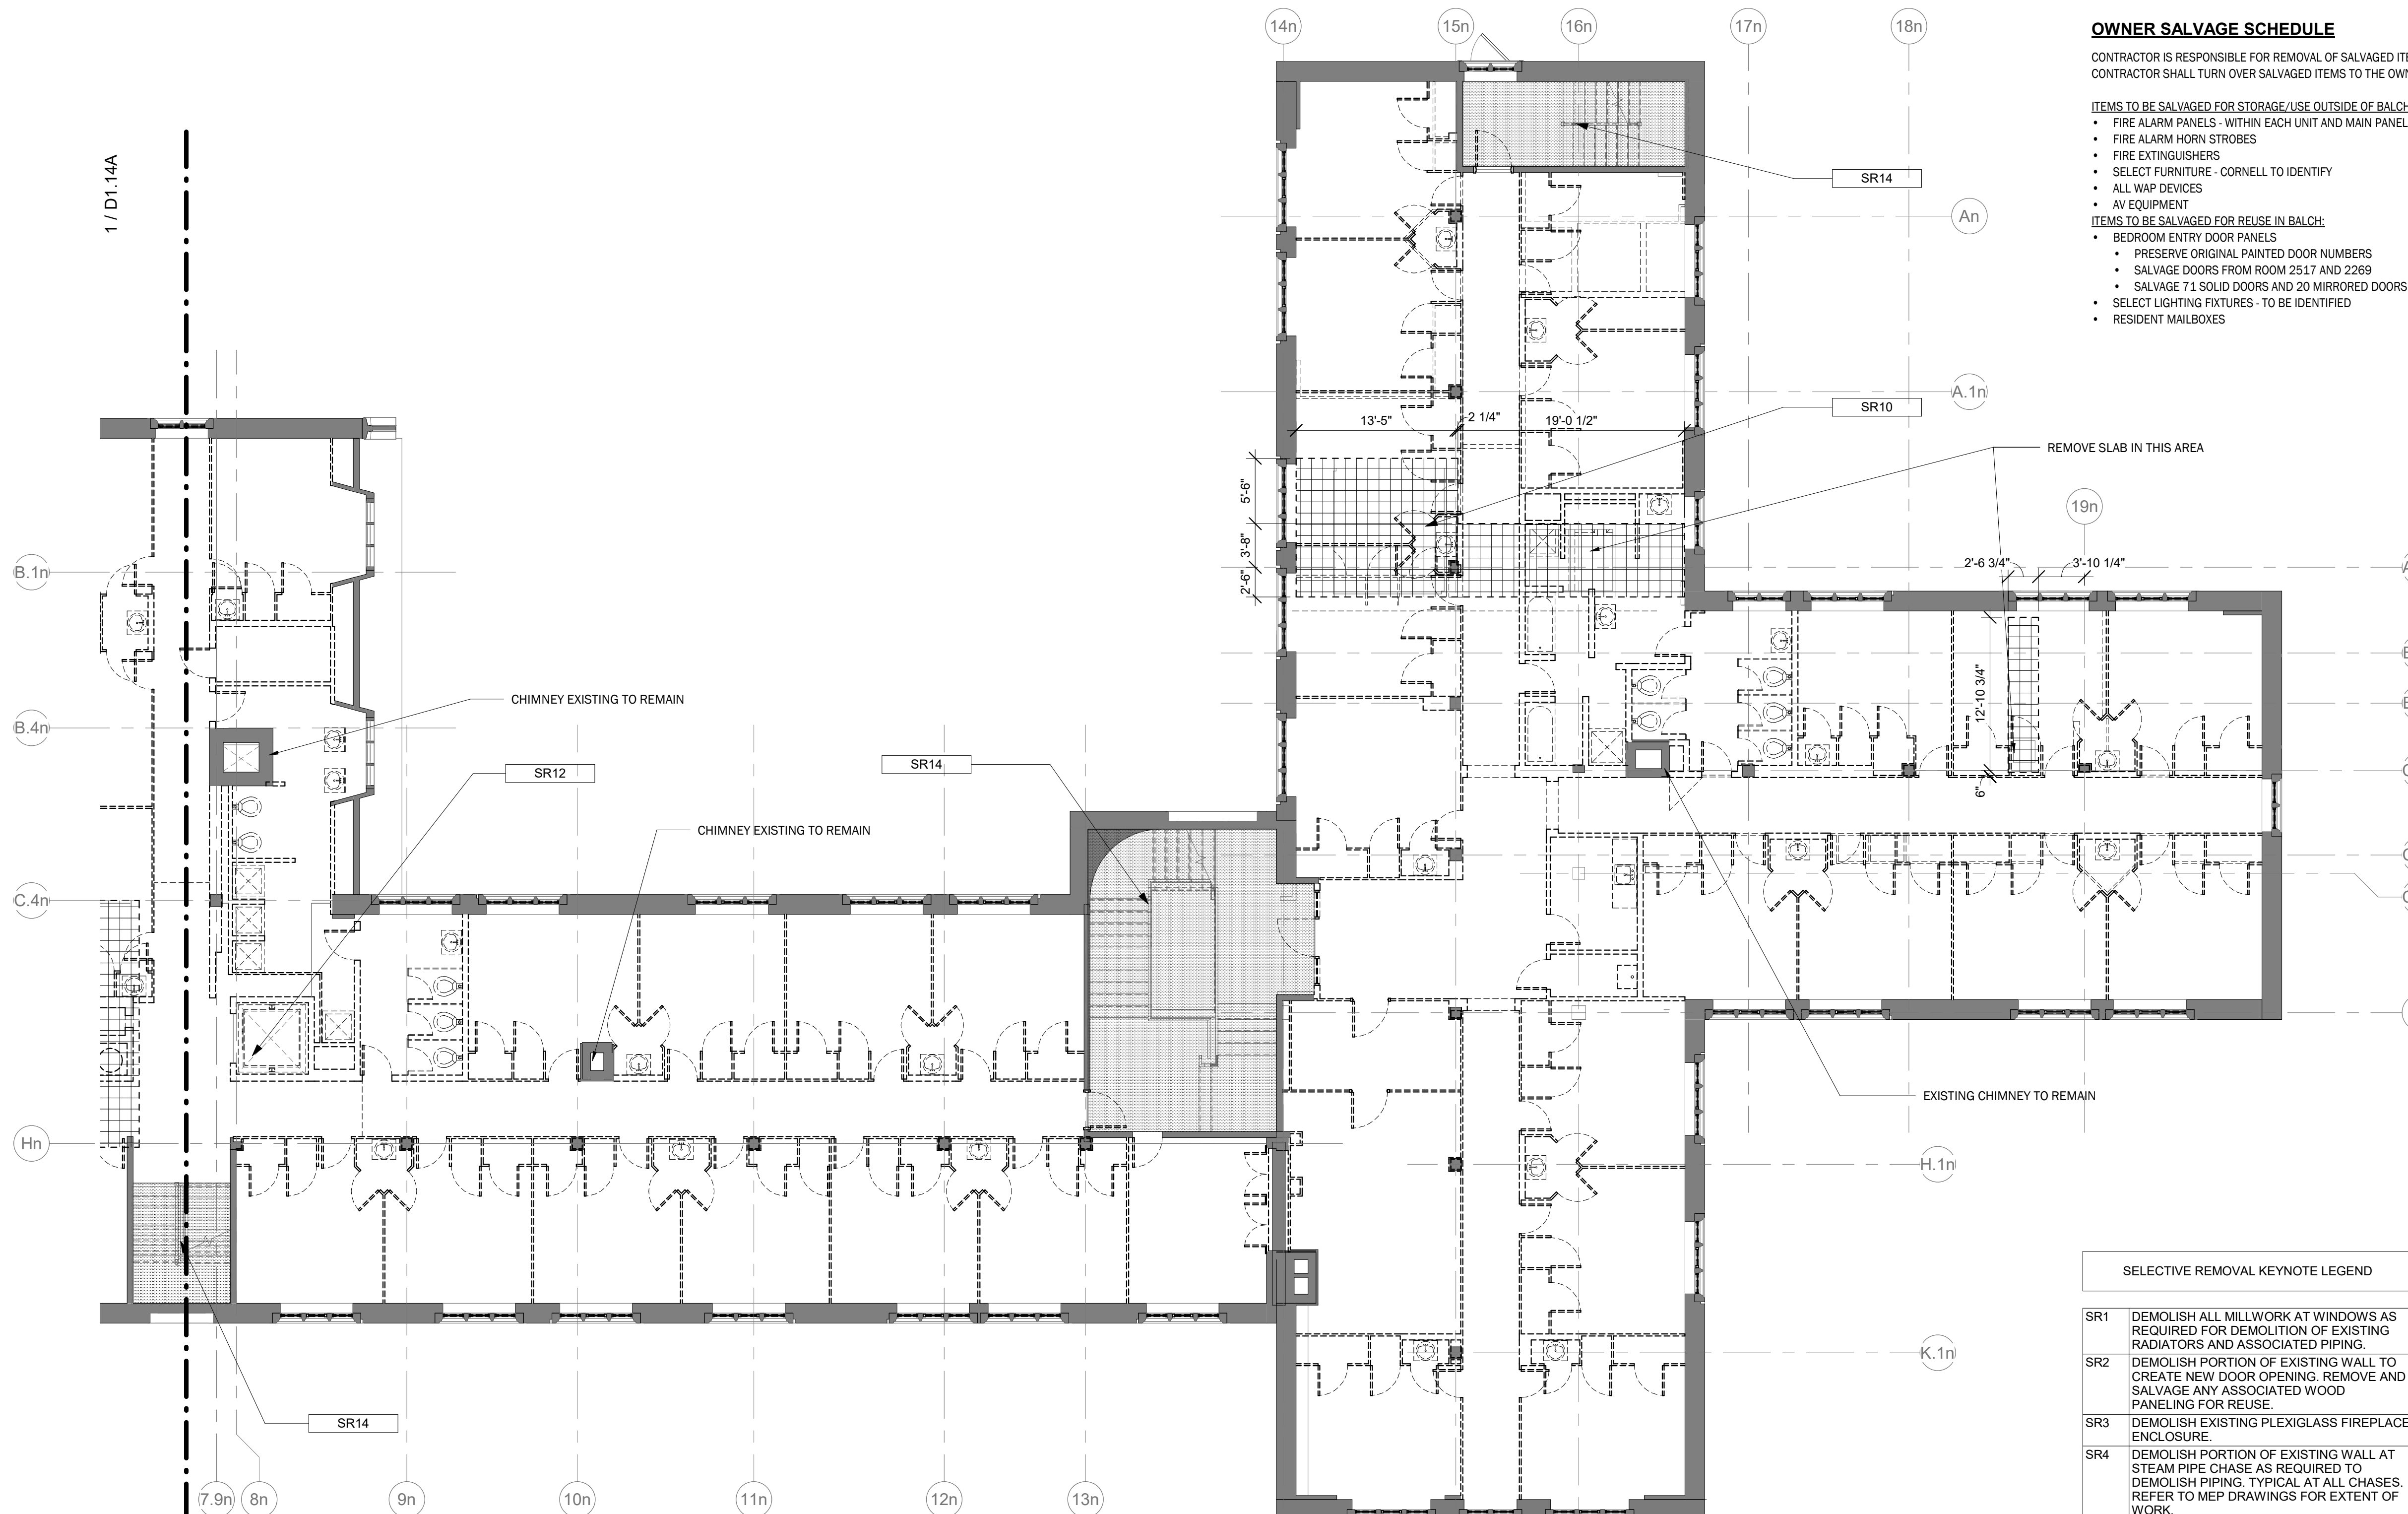 14n
15n
16n
17n
18n
OWNER SALVAGE SCHEDULE
CONTRACTOR IS RESPONSIBLE FOR REMOVAL OF SALVAGED
CONTRACTOR SHALL TURN OVER SALVAGED ITEMS TO THE
ITEMS TO BE SALVAGED FOR STORAGE/USE OUTSIDE OF BALCH
• FIRE ALARM PANELS - WITHIN EACH UNIT AND MAIN PANEL
• FIRE ALARM HORN STROBES
• FIRE EXTINGUISHERS
• SELECT FURNITURE - CORNELL TO IDENTIFY
• ALL WAP DEVICES
• AV EQUIPMENT
ITEMS TO BE SALVAGED FOR REUSE IN BALCH:
• BEDROOM ENTRY DOOR PANELS
• PRESERVE ORIGINAL PAINTED DOOR NUMBERS
• SALVAGE DOORS FROM ROOM 2517 AND 2269
• SALVAGE 71 SOLID DOORS AND 20 MIRRORED DOORS
• SELECT LIGHTING FIXTURES - TO BE IDENTIFIED
• RESIDENT MAILBOXES
1 / D1.14A
SR14
An
A.1n
SR10
13'-5"
2 1/4"
19'-0 1/2"
REMOVE SLAB IN THIS AREA
5'-6"
3'-8"
2'-6"
19n
2'-6 3/4"
3'-10 1/4"
12'-10 3/4"
6"
B.1n
B.4n
CHIMNEY EXISTING TO REMAIN
SR12
SR14
CHIMNEY EXISTING TO REMAIN
C.4n
EXISTING CHIMNEY TO REMAIN
Hn
H.1n
K.1n
SR14
7.9n
8n
9n
10n
11n
12n
13n
SELECTIVE REMOVAL KEYNOTE LEGEND
SR1 DEMOLISH ALL MILLWORK AT WINDOWS AS
REQUIRED FOR DEMOLITION OF EXISTING
RADIATORS AND ASSOCIATED PIPING.
SR2 DEMOLISH PORTION OF EXISTING WALL TO
CREATE NEW DOOR OPENING. REMOVE AND
SALVAGE ANY ASSOCIATED WOOD
PANELING FOR REUSE.
SR3 DEMOLISH EXISTING PLEXIGLASS FIREPLACE
ENCLOSURE.
SR4 DEMOLISH PORTION OF EXISTING WALL AT
STEAM PIPE CHASE AS REQUIRED TO
DEMOLISH PIPING. TYPICAL AT ALL CHASES.
REFER TO MEP DRAWINGS FOR EXTENT OF
WORK.